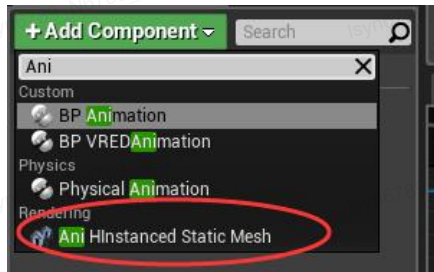 +Add Component
Search
Ani
Custom
BP Animation
BP VREDAnimation
Physics
Physical Animation
Rendering
Ani HInstanced Static Mesh